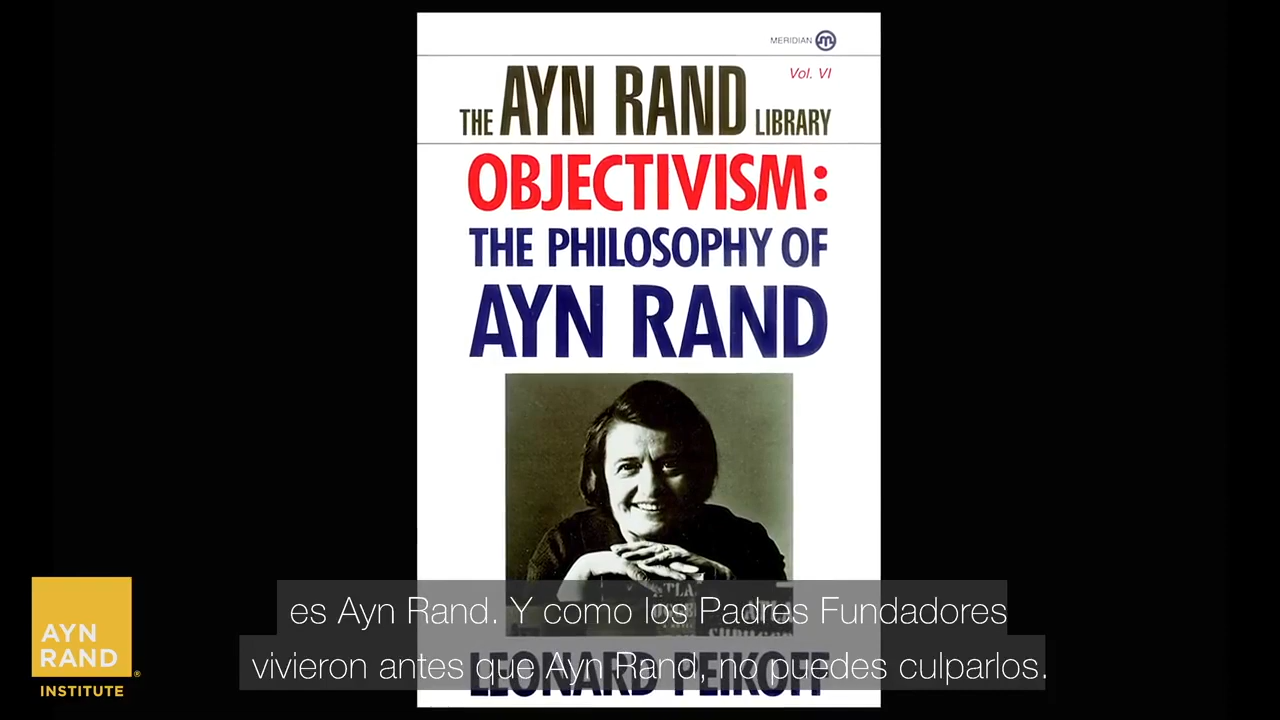 MERIDIAN
Vol. VI
THE AYN RAND LIBRARY
OBJECTIVISM:
THE PHILOSOPHY OF
AYN RAND
es Ayn Rand. Y como los Padres Fundadores
vivieron antes que Ayn Rand, no puedes culparlos.
LEONARD PEIKOFF
AYN
RAND
INSTITUTE